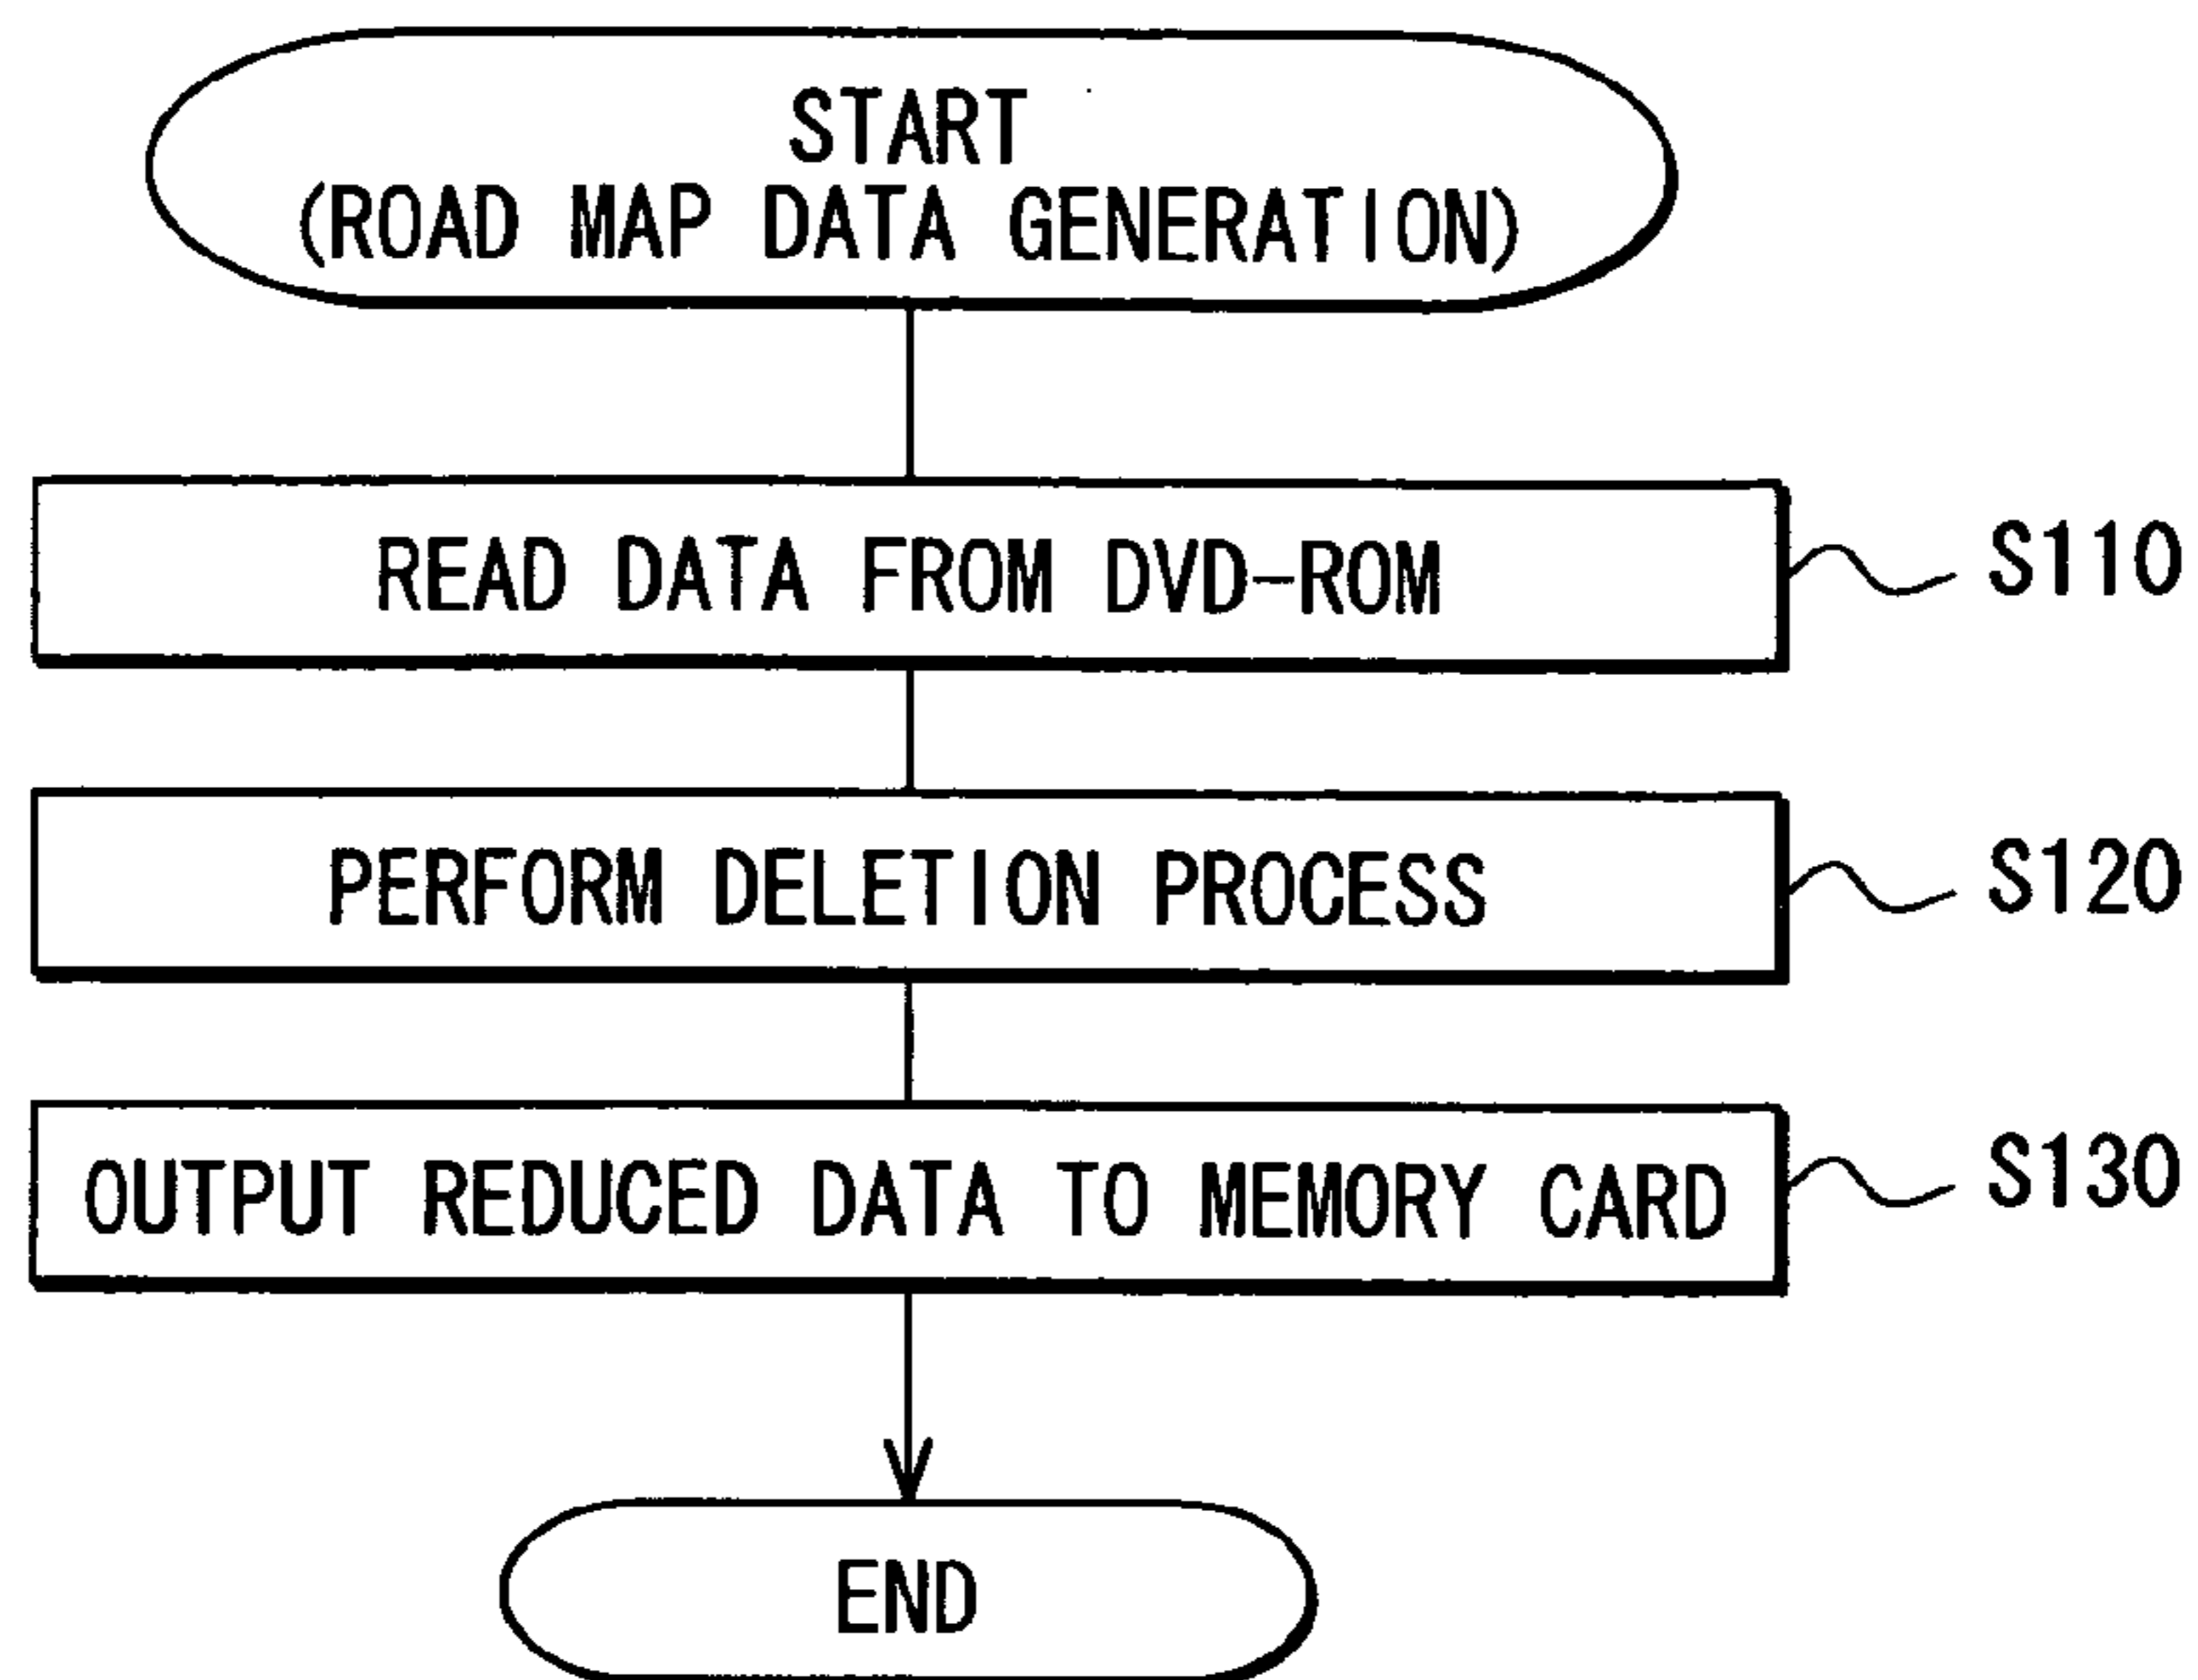 START
(ROAD MAP DATA GENERATION)
READ DATA FROM DVD-ROM
S110
PERFORM DELETION PROCESS
S120
OUTPUT REDUCED DATA TO MEMORY CARD
S130
END